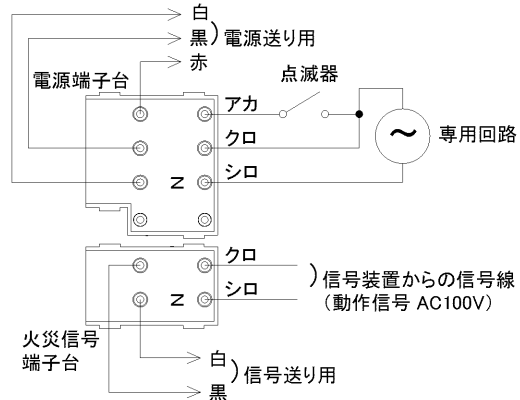 白
黒
電源送り用
赤
電源端子台
点滅器
アカ
クロ
シロ
専用回路
N
クロ
シロ
信号装置からの信号線
(動作信号 AC100V)
N
火災信号
端子台
白
黒
信号送り用